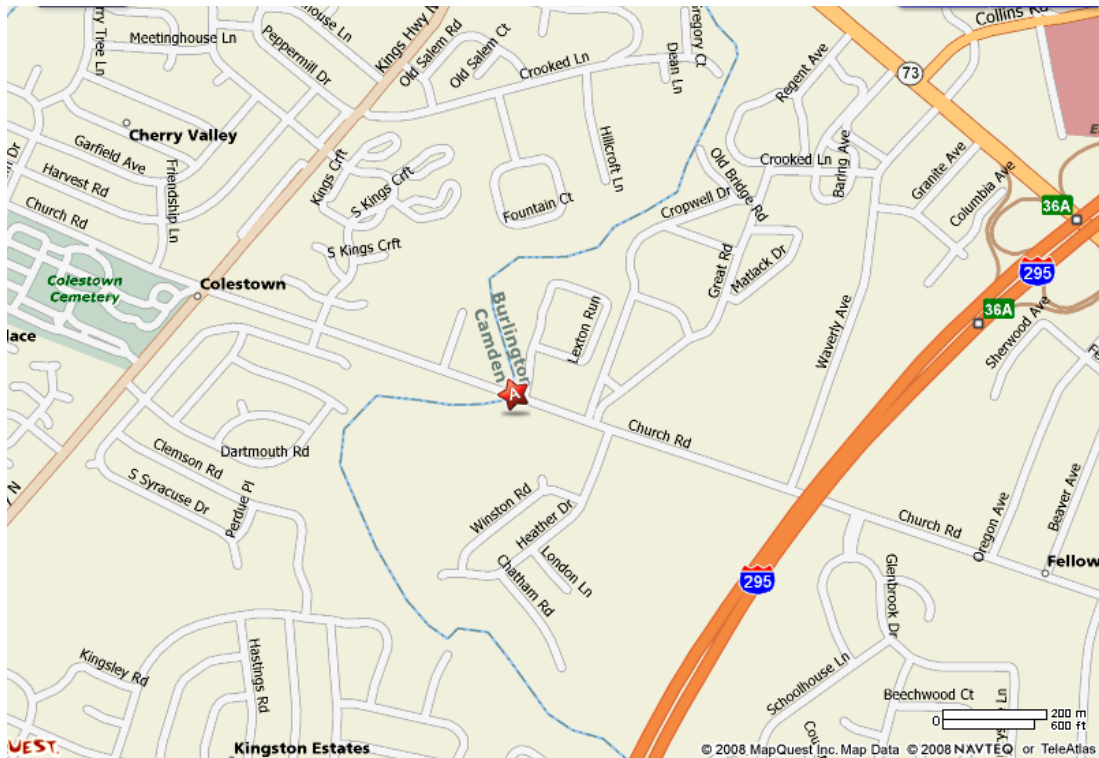 Meetinghouse Ln
Peppermill Dr
Kings Hwy N
Old Salem Rd
Old Salem Ct
Crooked Ln
Gregory Ct
Dean Ln
Regent Ave
Collins Rd
73
Cherry Valley
Garfield Ave
Harvest Rd
Church Rd
Friendship Ln
Kings Crft
S Kings Crft
S Kings Crft
Hillcroft Ln
Fountain Ct
Old Bridge Rd
Crooked Ln
Baring Ave
Granite Ave
Columbia Ave
36A
Cropwell Dr
Great Rd
Matlack Dr
295
36A
Colestown
Cemetery
Colestown
Burlington
Camden
Lexton Run
Waverly Ave
Sherwood Ave
A
Church Rd
Dartmouth Rd
Clemson Rd
S Syracuse Dr
Perdue Pl
Winston Rd
Heather Dr
London Ln
Chatham Rd
Church Rd
Oregon Ave
Beaver Ave
Fellow
295
Glenbrook Dr
Schoolhouse Ln
Beechwood Ct
Kingsley Rd
Hastings Rd
Kingston Estates
0
200 m
600 ft
© 2008 MapQuest Inc. Map Data © 2008 NAVTEQ or TeleAtlas